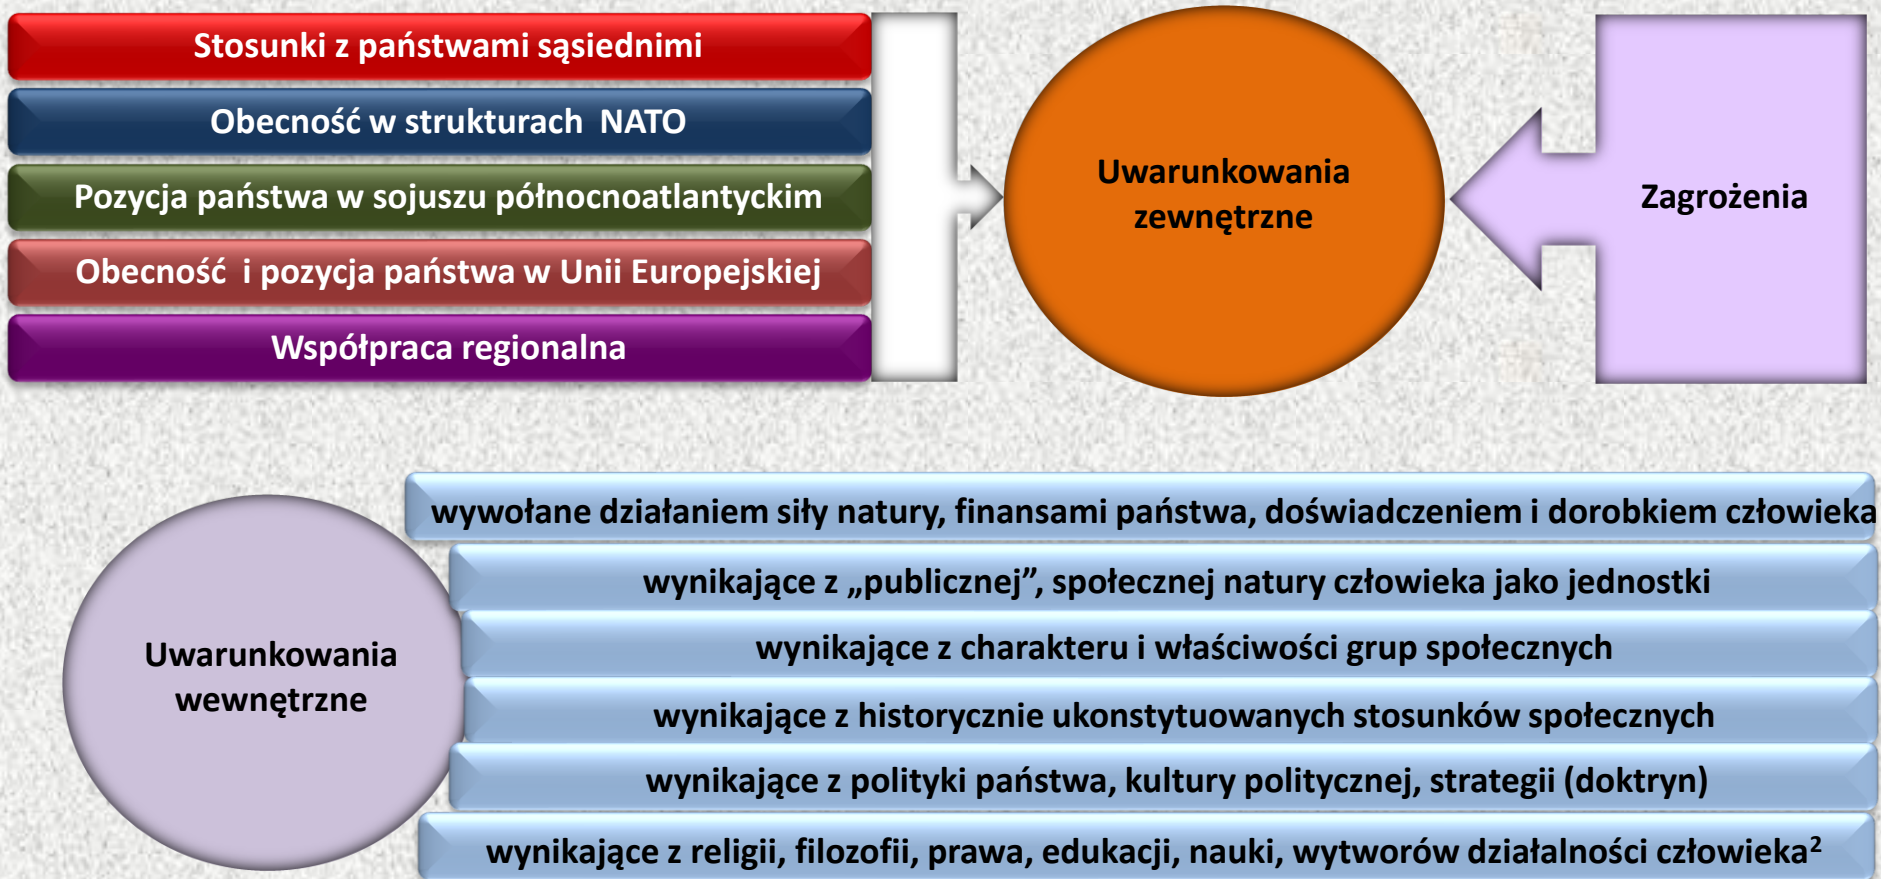 Stosunki z państwami sąsiednimi
Obecność w strukturach NATO
Pozycja państwa w sojuszu północnoatlantyckim
Obecność i pozycja państwa w Unii Europejskiej
Współpraca regionalna
Uwarunkowania
zewnętrzne
Zagrożenia
Uwarunkowania
wewnętrzne
wywołane działaniem siły natury, finansami państwa, doświadczeniem i dorobkiem człowieka
wynikające z „publicznej”, społecznej natury człowieka jako jednostki
wynikające z charakteru i właściwości grup społecznych
wynikające z historycznie ukonstytuowanych stosunków społecznych
wynikające z polityki państwa, kultury politycznej, strategii (doktryn)
wynikające z religii, filozofii, prawa, edukacji, nauki, wytworów działalności człowieka²